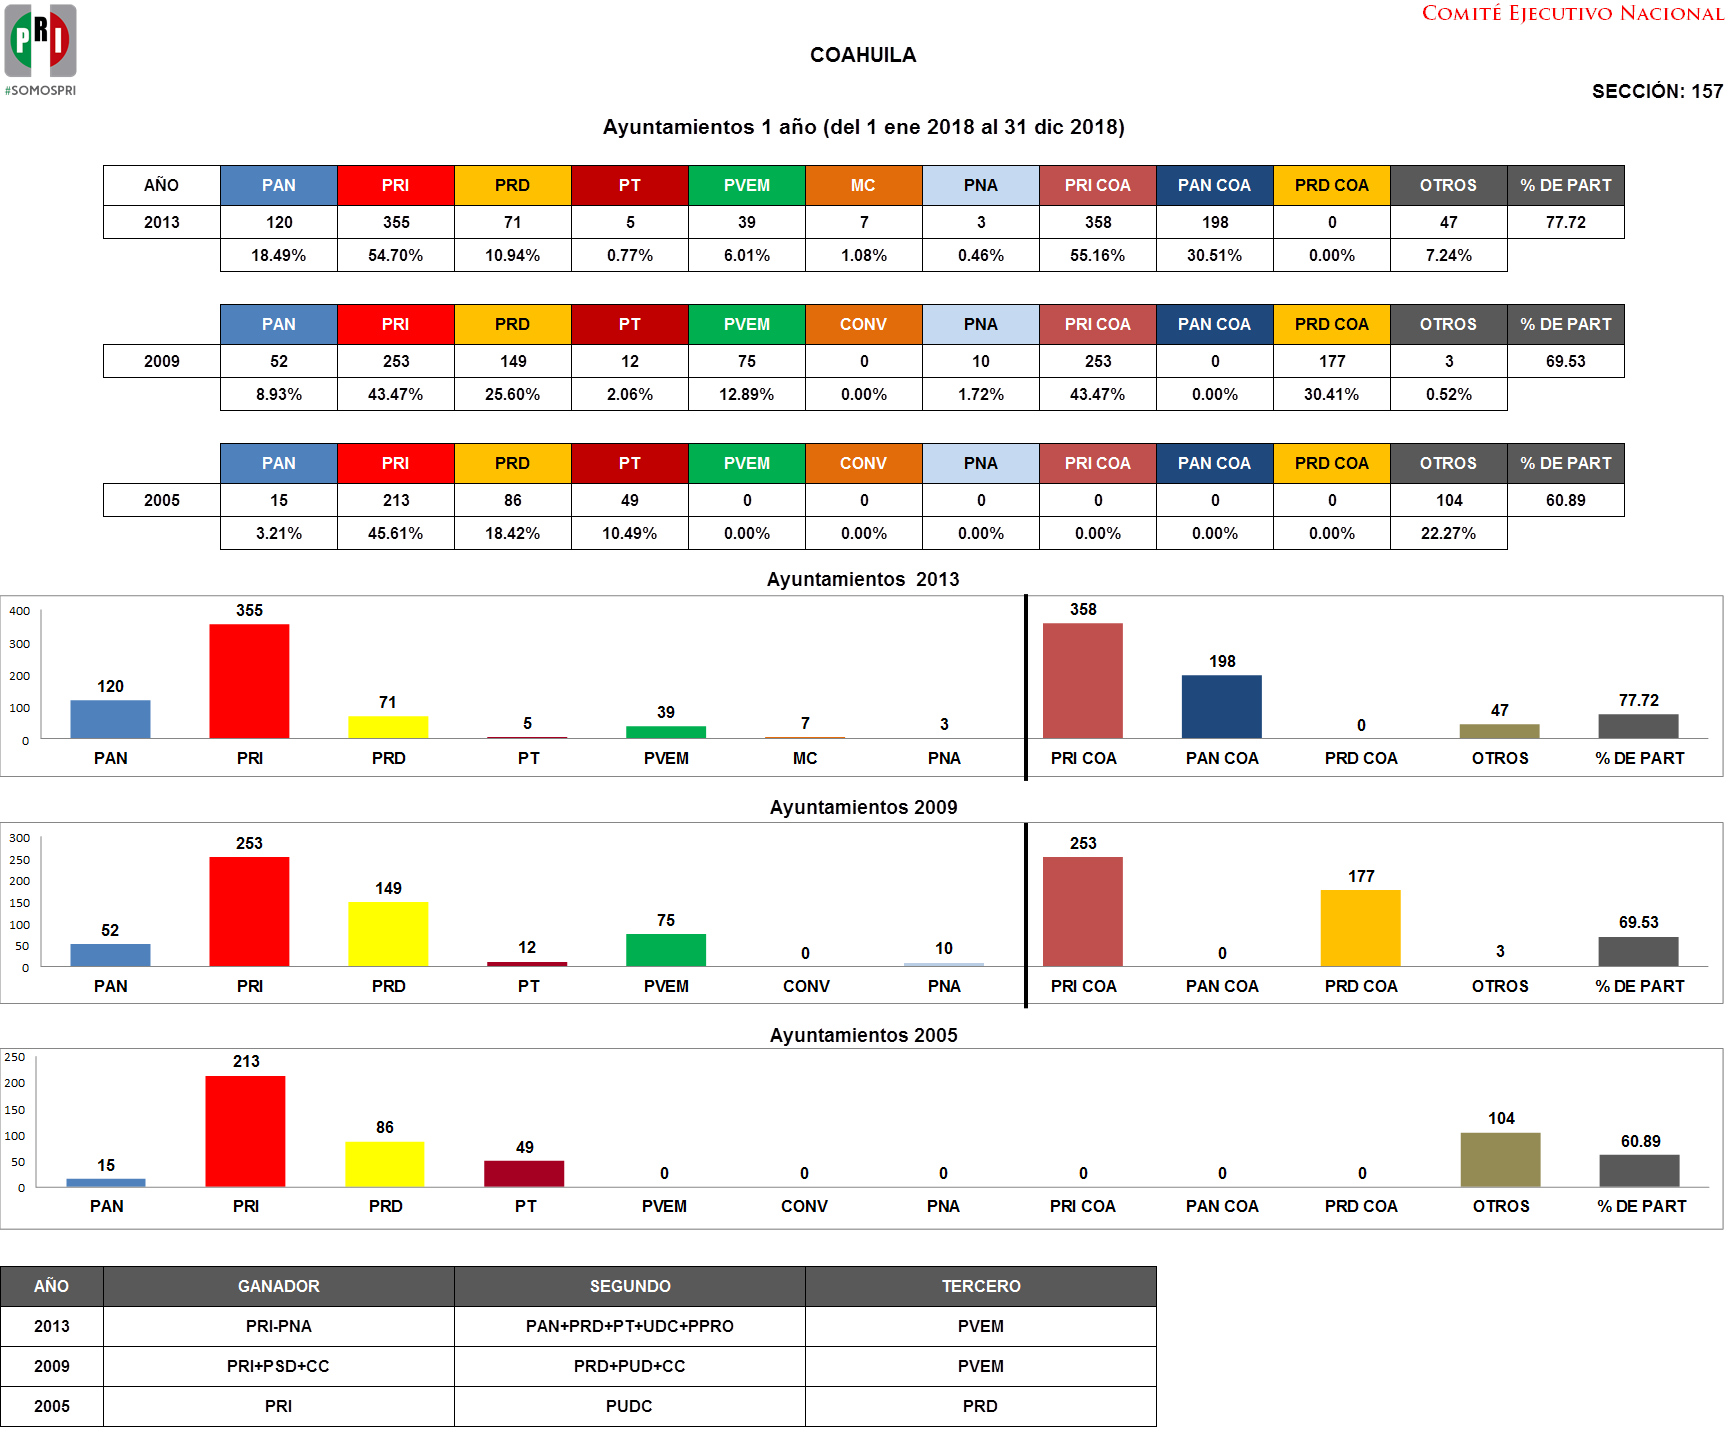 COMITÉ EJECUTIVO NACIONAL
PRI
#SOMOSPRI
COAHUILA
SECCIÓN: 157
Ayuntamientos 1 año (del 1 ene 2018 al 31 dic 2018)
AÑO PAN PRI PRD PT PVEM MC PNA PRI COA PAN COA PRD COA OTROS % DE PART
2013 120 355 71 5 39 7 3 358 198 0 47 77.72
18.49% 54.70% 10.94% 0.77% 6.01% 1.08% 0.46% 55.16% 30.51% 0.00% 7.24%
PAN PRI PRD PT PVEM CONV PNA PRI COA PAN COA PRD COA OTROS % DE PART
2009 52 253 149 12 75 0 10 253 0 177 3 69.53
8.93% 43.47% 25.60% 2.06% 12.89% 0.00% 1.72% 43.47% 0.00% 30.41% 0.52%
PAN PRI PRD PT PVEM CONV PNA PRI COA PAN COA PRD COA OTROS % DE PART
2005 15 213 86 49 0 0 0 0 0 0 104 60.89
3.21% 45.61% 18.42% 10.49% 0.00% 0.00% 0.00% 0.00% 0.00% 0.00% 22.27%
Ayuntamientos 2013
400
300
200
100
0
120 355 71 5 39 7 3 358 198 0 47 77.72
PAN PRI PRD PT PVEM MC PNA PRI COA PAN COA PRD COA OTROS % DE PART
Ayuntamientos 2009
300
250
200
150
100
50
0
52 253 149 12 75 0 10 253 0 177 3 69.53
PAN PRI PRD PT PVEM CONV PNA PRI COA PAN COA PRD COA OTROS % DE PART
Ayuntamientos 2005
250
200
150
100
50
0
15 213 86 49 0 0 0 0 0 0 104 60.89
PAN PRI PRD PT PVEM CONV PNA PRI COA PAN COA PRD COA OTROS % DE PART
AÑO GANADOR SEGUNDO TERCERO
2013 PRI-PNA PAN+PRD+PT+UDC+PPRO PVEM
2009 PRI+PSD+CC PRD+PUD+CC PVEM
2005 PRI PUDC PRD